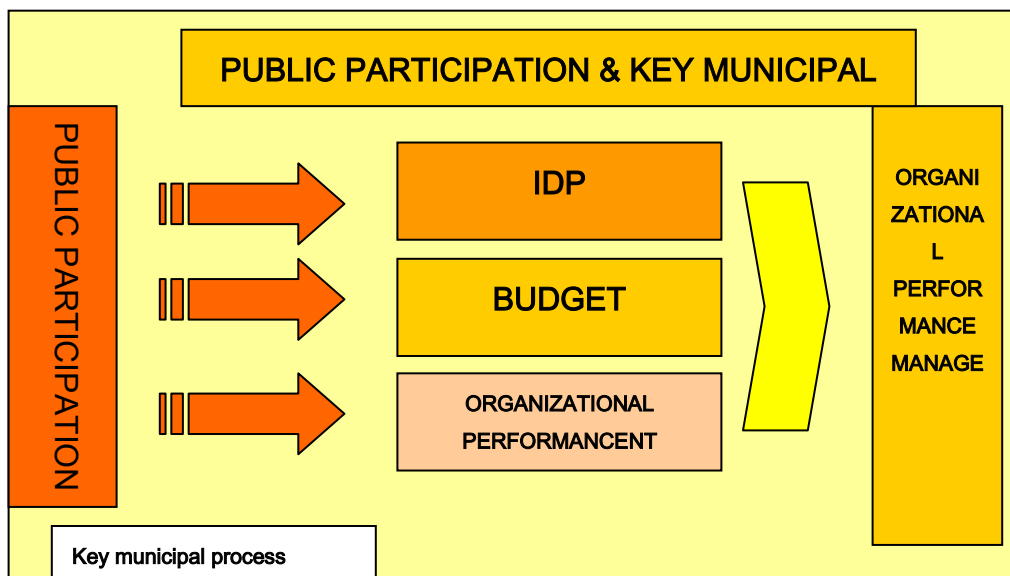 PUBLIC PARTICIPATION & KEY MUNICIPAL
PUBLIC PARTICIPATION
IDP
BUDGET
ORGANIZATIONAL
PERFORMANCENT
ORGANI
ZATIONA
L
PERFOR
MANCE
MANAGE
Key municipal process